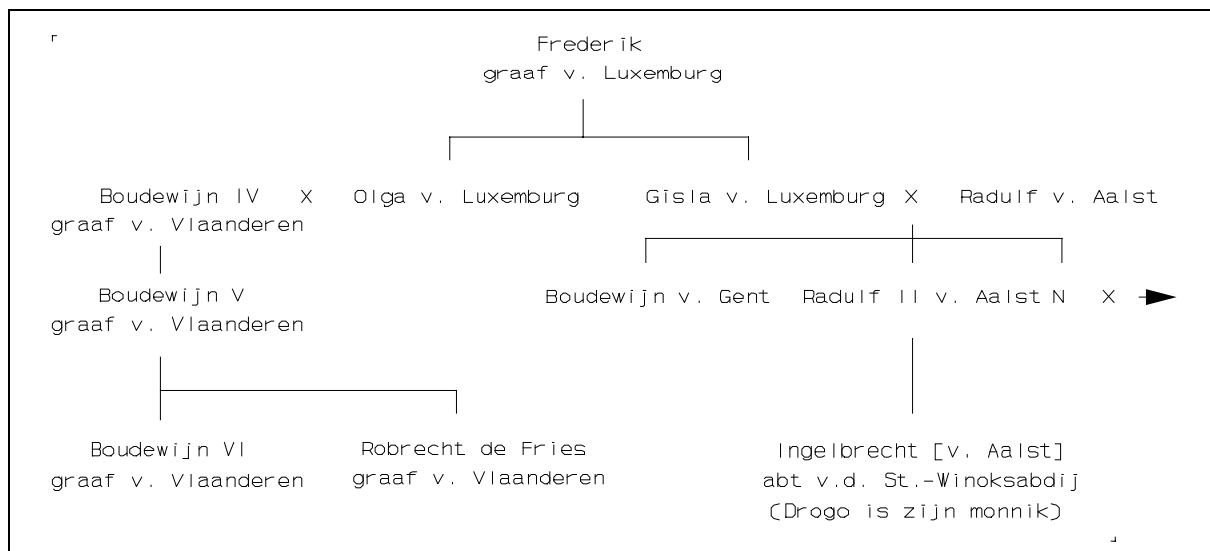 Frederik
graaf v. Luxemburg
Boudewijn IV X Olga v. Luxemburg Gisla v. Luxemburg X Radulf v. Aalst
graaf v. Vlaanderen
Boudewijn V Boudewijn v. Gent Radulf II v. Aalst N X
graaf v. Vlaanderen
Boudewijn VI Robrecht de Fries Ingelbrecht [v. Aalst]
graaf v. Vlaanderen graaf v. Vlaanderen abt v.d. St.-Winoksabdij
(Drogo is zijn monnik)